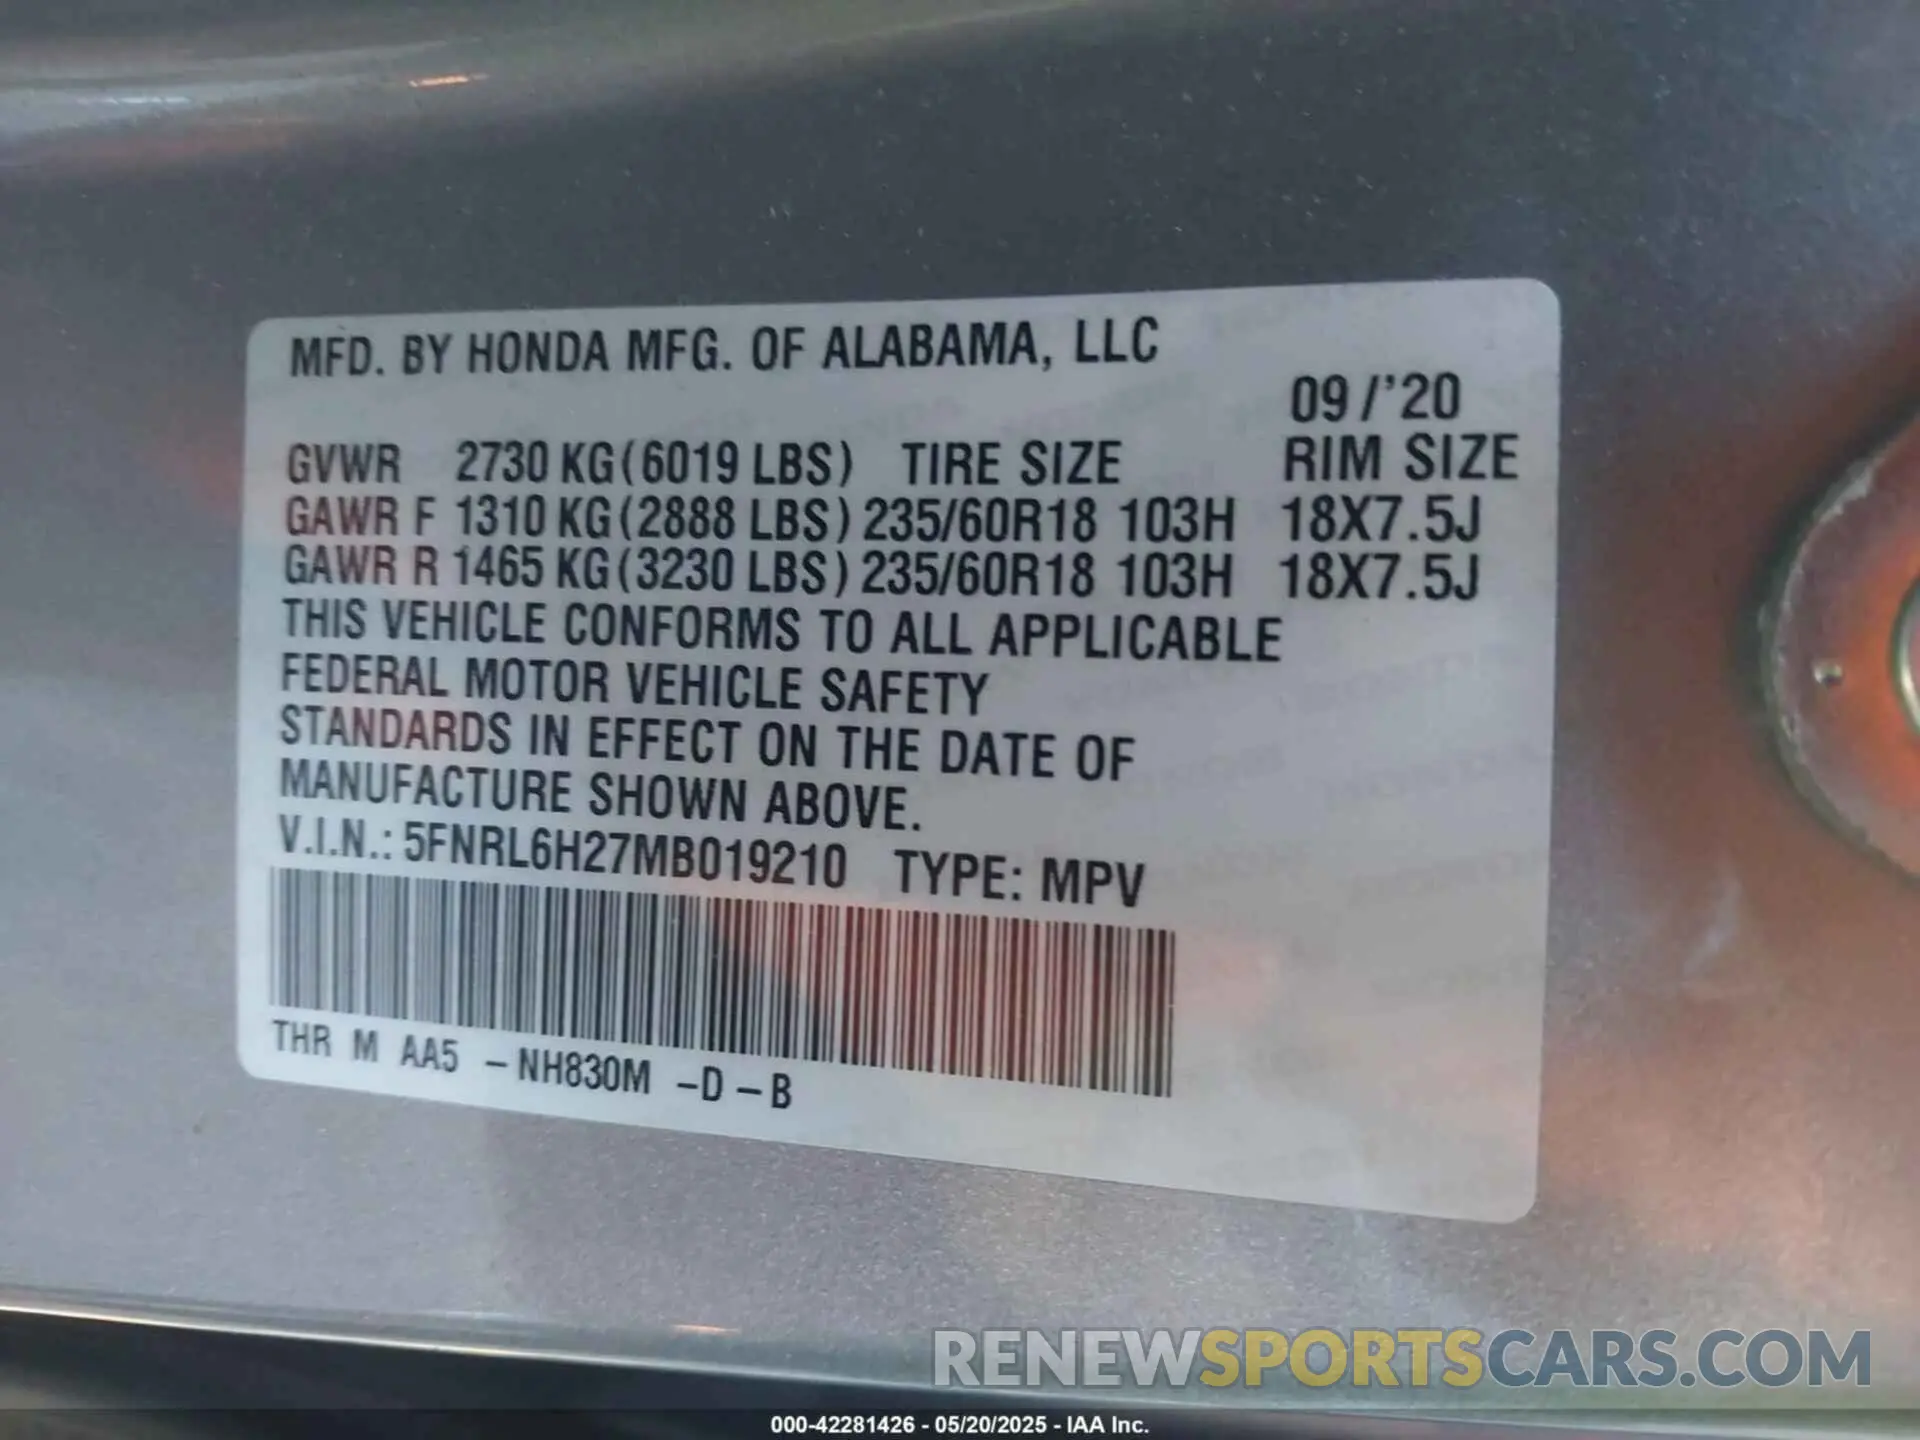 MFD. BY HONDA MFG. OF ALABAMA, LLC
09/'20
GVWR 2730 KG (6019 LBS) TIRE SIZE RIM SIZE
GAWR F 1310 KG (2888 LBS) 235/60R18 103H 18X7.5J
GAWR R 1465 KG (3230 LBS) 235/60R18 103H 18X7.5J
THIS VEHICLE CONFORMS TO ALL APPLICABLE
FEDERAL MOTOR VEHICLE SAFETY
STANDARDS IN EFFECT ON THE DATE OF
MANUFACTURE SHOWN ABOVE.
V.I.N.: 5FNRL6H27MB019210 TYPE: MPV
THR M AA5 -NH830M -D-B
RENEWSPORTSCARS.COM
000-42281426 - 05/20/2025 - IAA Inc.